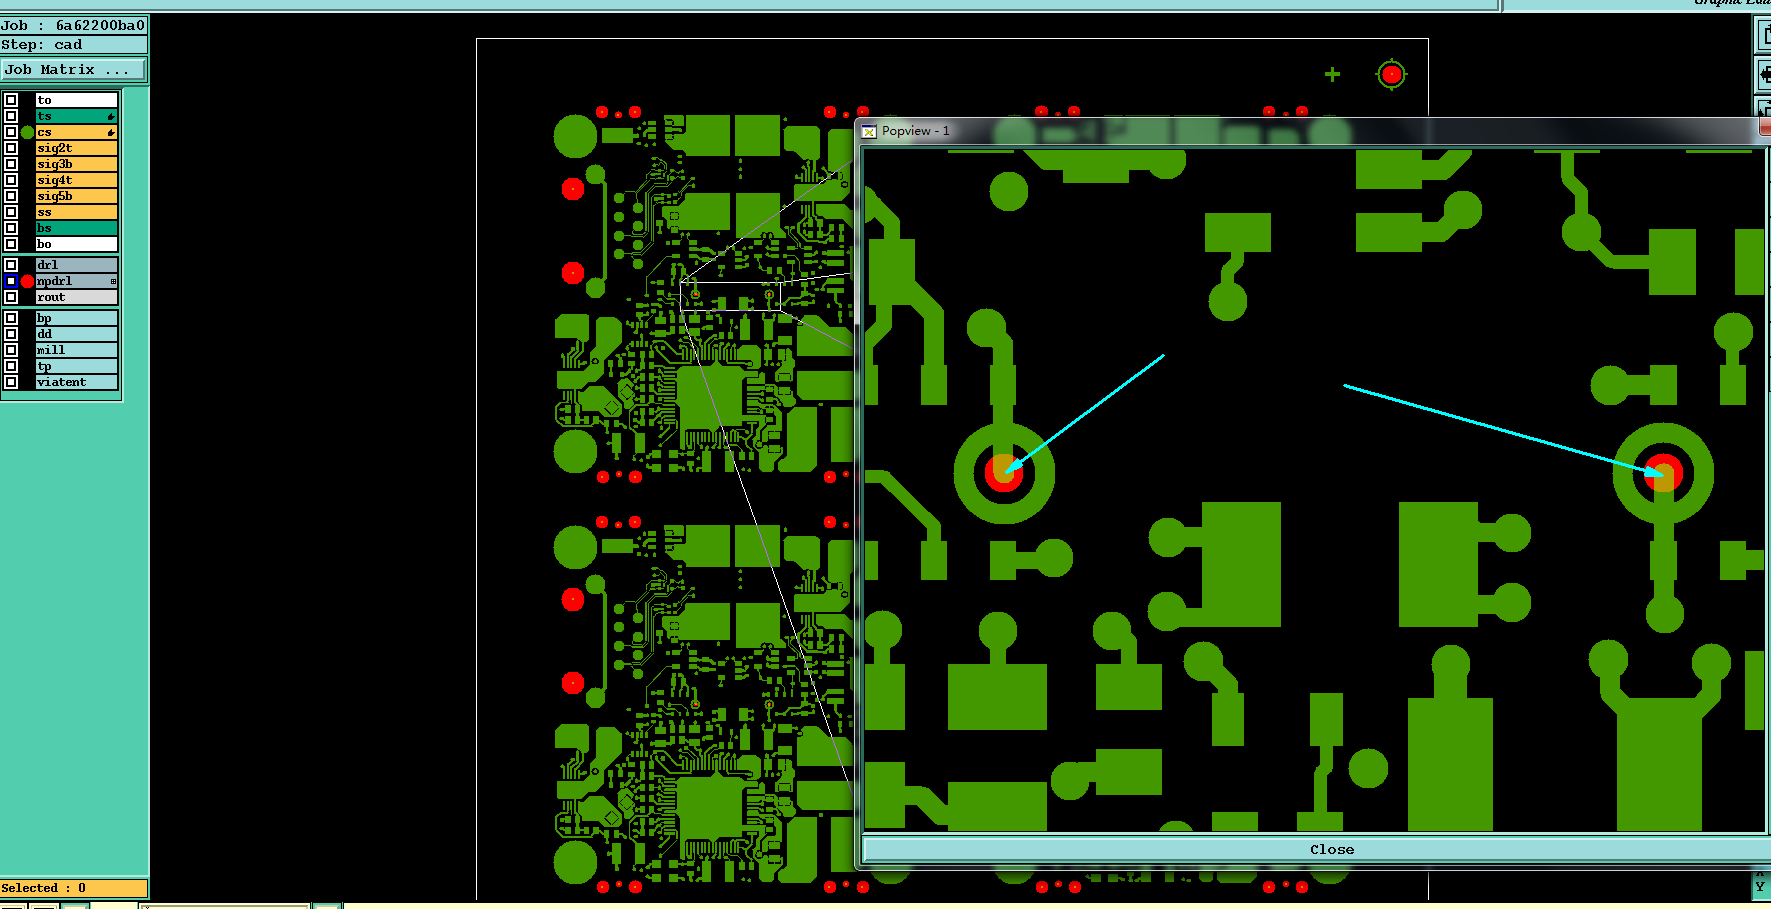 Job : 6a62200ba0
Step: cad
Job Matrix ...
to
ts
cs
sig2t
sig3b
sig4t
sig5b
ss
bs
bo
drl
npdrl
rout
bp
dd
mill
tp
viatent
Selected : 0
Popview - 1
Close
Y